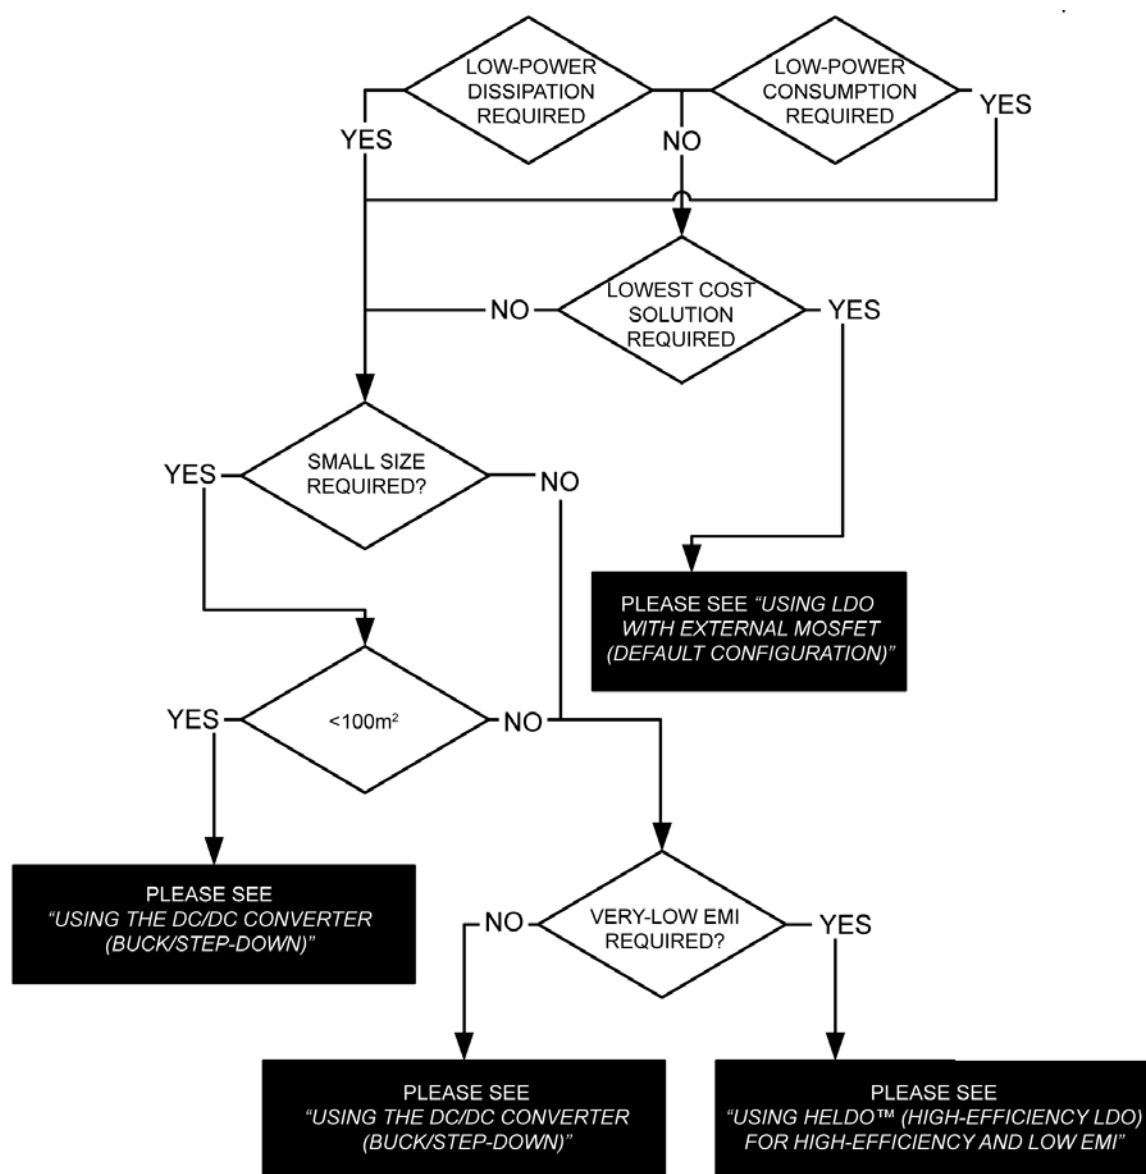 LOW-POWER
DISSIPATION
REQUIRED
LOW-POWER
CONSUMPTION
REQUIRED
YES
NO
YES
LOWEST COST
SOLUTION
REQUIRED
NO
YES
SMALL SIZE
REQUIRED?
YES
NO
PLEASE SEE “USING LDO
WITH EXTERNAL MOSFET
(DEFAULT CONFIGURATION)”
<100m²
YES
NO
PLEASE SEE
“USING THE DC/DC CONVERTER
(BUCK/STEP-DOWN)”
VERY-LOW EMI
REQUIRED?
NO
YES
PLEASE SEE
“USING THE DC/DC CONVERTER
(BUCK/STEP-DOWN)”
PLEASE SEE
“USING HELDO™ (HIGH-EFFICIENCY LDO)
FOR HIGH-EFFICIENCY AND LOW EMI”